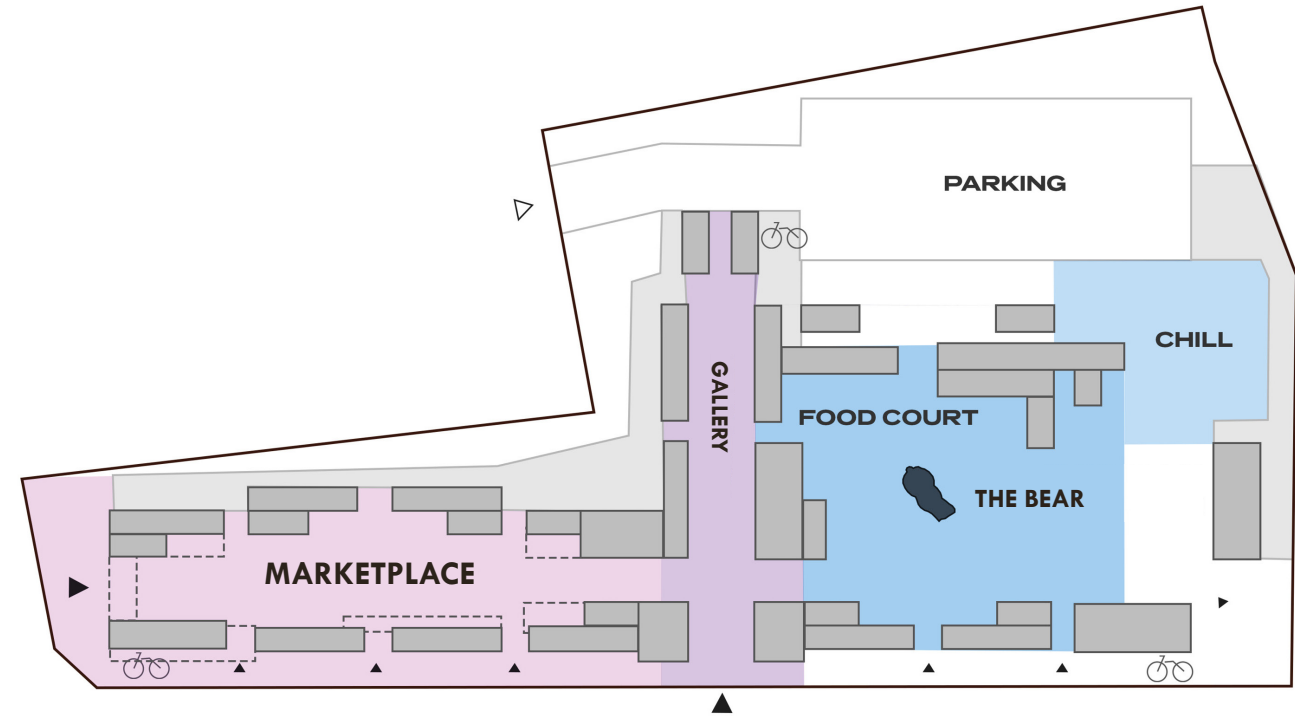 PARKING
CHILL
GALLERY
FOOD COURT
THE BEAR
MARKETPLACE